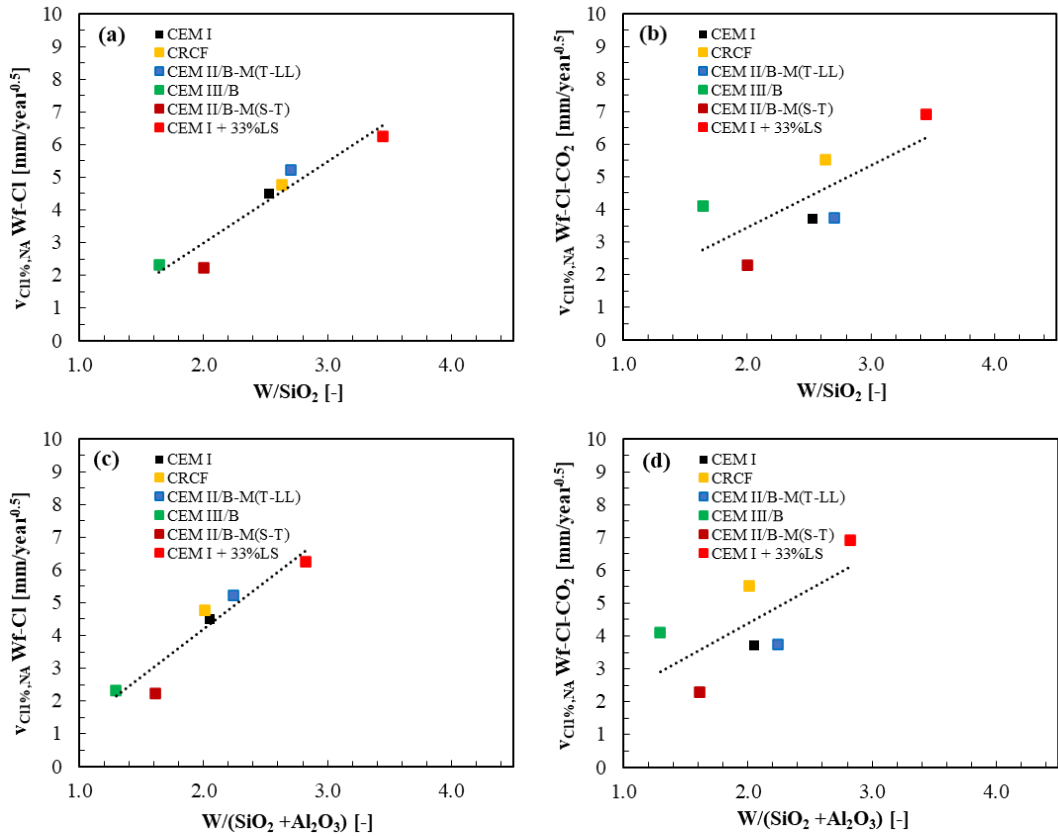 (a)
CEM I
CRCF
CEM II/B-M(T-LL)
CEM III/B
CEM II/B-M(S-T)
CEM I + 33%LS
vCl1%,NA Wf-Cl [mm/year0.5]
10
9
8
7
6
5
4
3
2
1
0
1.0 2.0 3.0 4.0
W/SiO2 [-]
(b)
CEM I
CRCF
CEM II/B-M(T-LL)
CEM III/B
CEM II/B-M(S-T)
CEM I + 33%LS
vCl1%,NA Wf-Cl-CO2 [mm/year0.5]
10
9
8
7
6
5
4
3
2
1
0
1.0 2.0 3.0 4.0
W/SiO2 [-]
(c)
CEM I
CRCF
CEM II/B-M(T-LL)
CEM III/B
CEM II/B-M(S-T)
CEM I + 33%LS
vCl1%,NA Wf-Cl [mm/year0.5]
10
9
8
7
6
5
4
3
2
1
0
1.0 2.0 3.0 4.0
W/(SiO2 +Al2O3) [-]
(d)
CEM I
CRCF
CEM II/B-M(T-LL)
CEM III/B
CEM II/B-M(S-T)
CEM I + 33%LS
vCl1%,NA Wf-Cl-CO2 [mm/year0.5]
10
9
8
7
6
5
4
3
2
1
0
1.0 2.0 3.0 4.0
W/(SiO2 +Al2O3) [-]